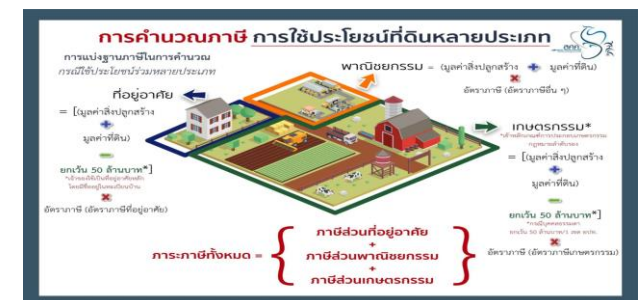 การคำนวณภาษี การใช้ประโยชน์ที่ดินหลายประเภท
การแบ่งฐานภาษีในการคำนวณ
กรณีใช้ประโยชน์ร่วมหลายประเภท
พาณิชยกรรม = (มูลค่าสิ่งปลูกสร้าง + มูลค่าที่ดิน)
อัตราภาษี (อัตราภาษีอื่น ๆ)
ที่อยู่อาศัย
= [(มูลค่าสิ่งปลูกสร้าง
+
มูลค่าที่ดิน)
ยกเว้น 50 ล้านบาท*]
อัตราภาษี (อัตราภาษีที่อยู่อาศัย)
เกษตรกรรม*
= [(มูลค่าสิ่งปลูกสร้าง
+
มูลค่าที่ดิน)
ยกเว้น 50 ล้านบาท*]
อัตราภาษี (อัตราภาษีเกษตรกรรม)
ภาระภาษีทั้งหมด =
ภาษีส่วนที่อยู่อาศัย
+
ภาษีส่วนพาณิชยกรรม
+
ภาษีส่วนเกษตรกรรม